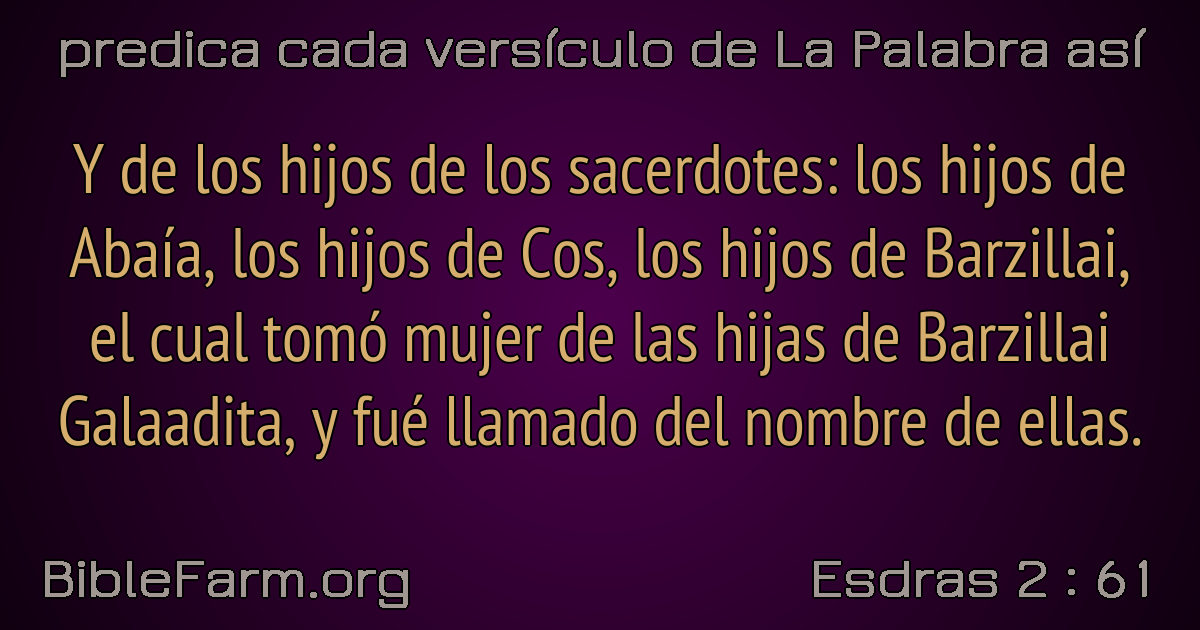 predica cada versículo de La Palabra así
Y de los hijos de los sacerdotes: los hijos de
Abaía, los hijos de Cos, los hijos de Barzillai,
el cual tomó mujer de las hijas de Barzillai
Galaadita, y fué llamado del nombre de ellas.
BibleFarm.org
Esdras 2 : 61